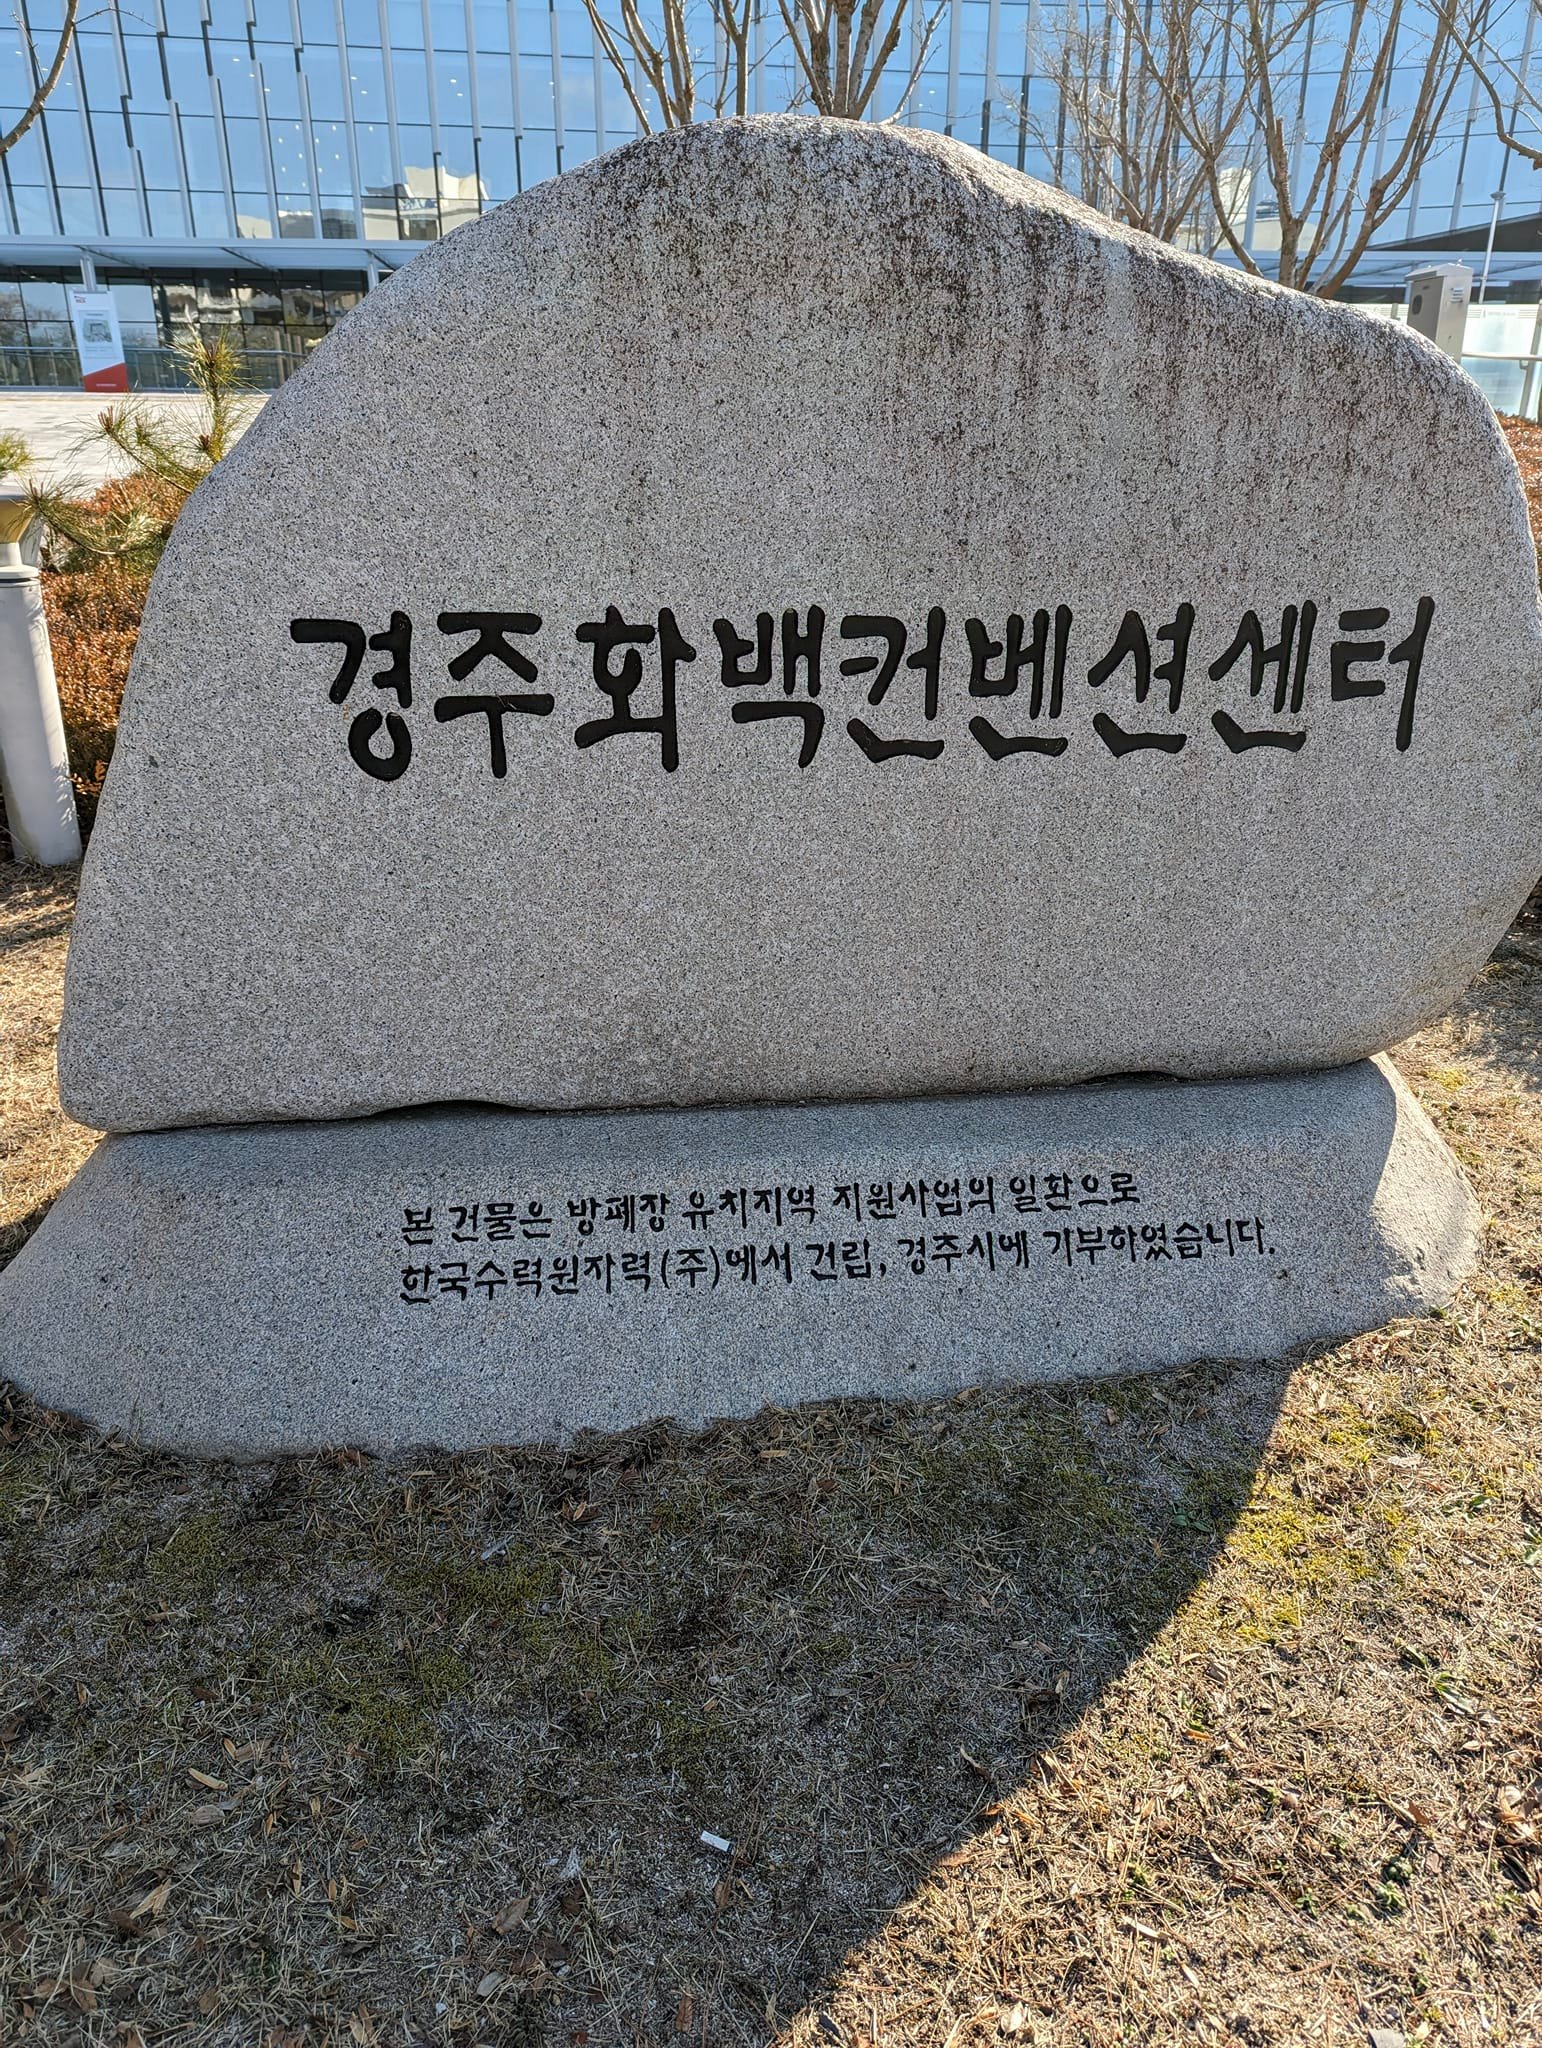 경주화백컨벤션센터
본 건물은 방폐장 유치지역 지원사업의 일환으로
한국수력원자력(주)에서 건립, 경주시에 기부하였습니다.